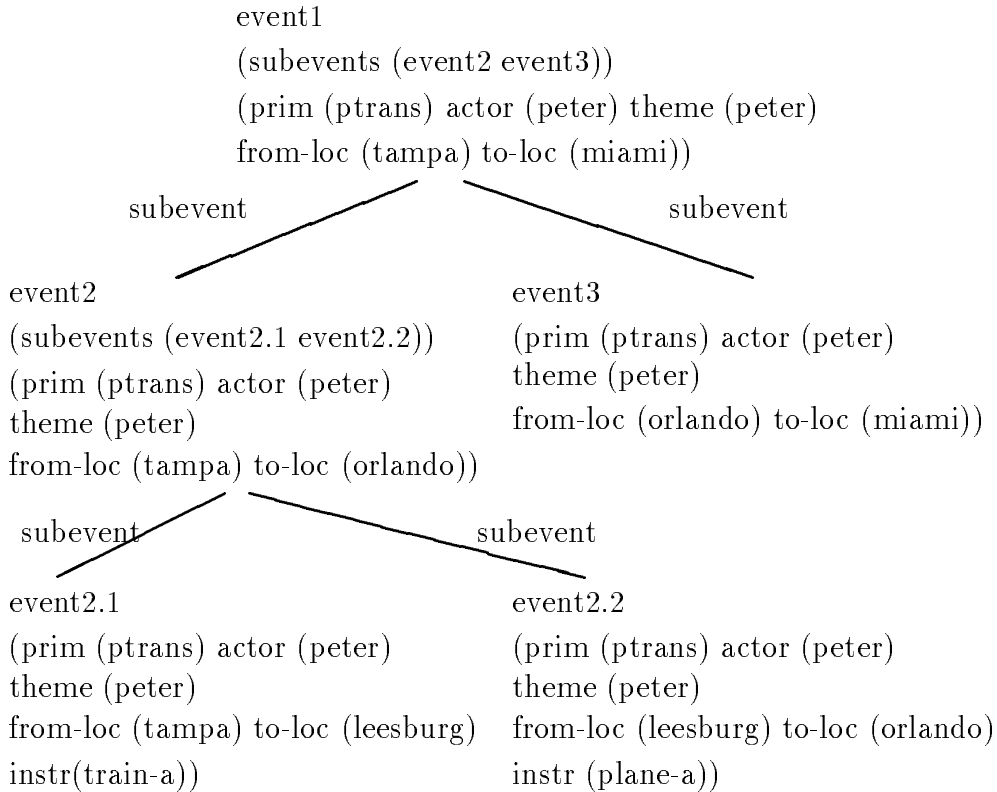 event1
(subevents (event2 event3))
(prim (ptrans) actor (peter) theme (peter)
from-loc (tampa) to-loc (miami))
subevent
subevent
event2
(subevents (event2.1 event2.2))
(prim (ptrans) actor (peter)
theme (peter)
from-loc (tampa) to-loc (orlando))
event3
(prim (ptrans) actor (peter)
theme (peter)
from-loc (orlando) to-loc (miami))
subevent
subevent
event2.1
(prim (ptrans) actor (peter)
theme (peter)
from-loc (tampa) to-loc (leesburg)
instr(train-a))
event2.2
(prim (ptrans) actor (peter)
theme (peter)
from-loc (leesburg) to-loc (orlando)
instr (plane-a))